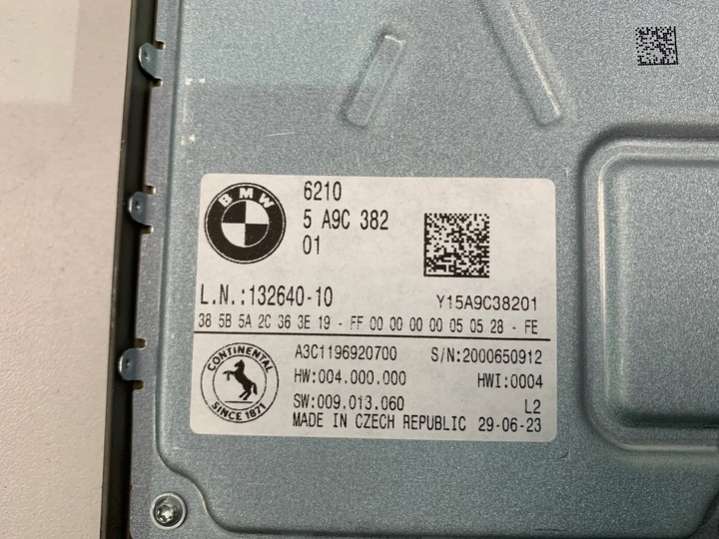 BMW
6210
5 A9C 382
01
L.N.:132640-10
Y15A9C38201
38 5B 5A 2C 36 3E 19 - FF 00 00 00 00 05 05 28 - FE
CONTINENTAL
SINCE 1871
A3C1196920700 S/N:2000650912
HW:004.000.000 HWI:0004
SW:009.013.060 L2
MADE IN CZECH REPUBLIC 29-06-23